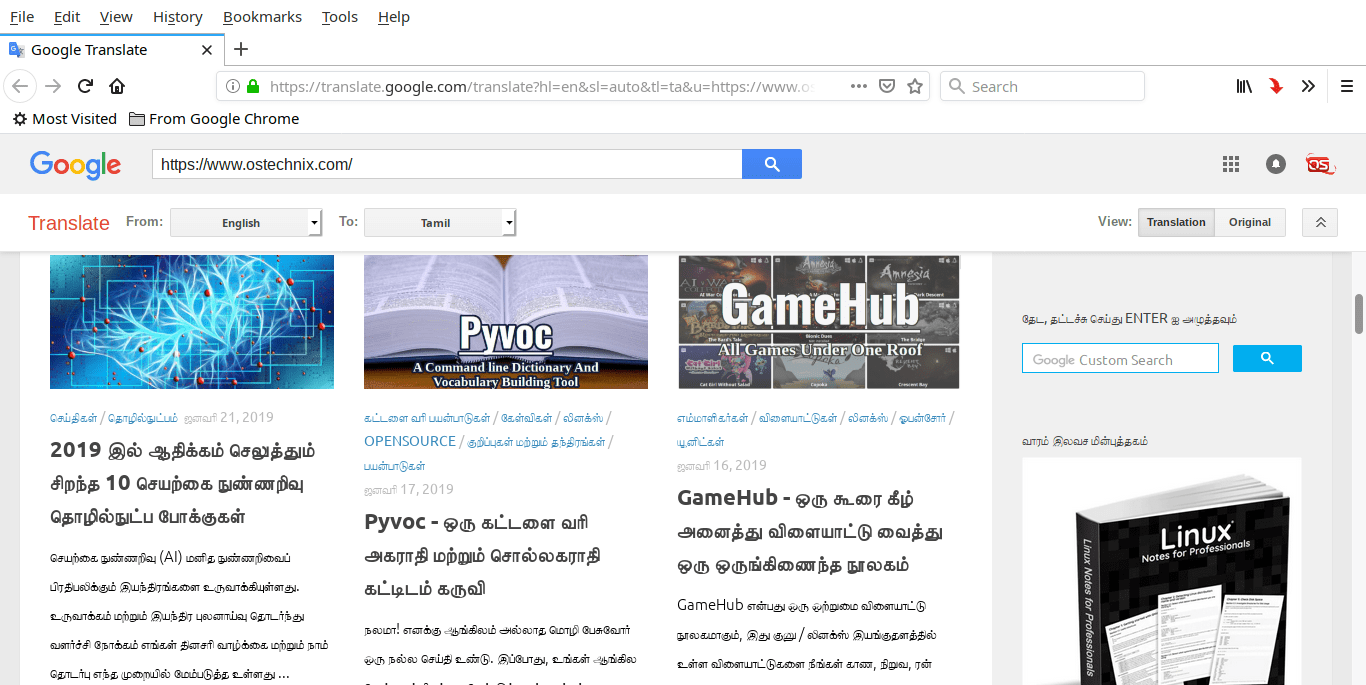 File Edit View History Bookmarks Tools Help
Google Translate
https://translate.google.com/translate?hl=en&sl=auto&tl=ta&u=https://www.os
Search
Most Visited From Google Chrome
Google https://www.ostechnix.com/
OS
Translate From: English To: Tamil View: Translation Original
Pyvoc
A Command line Dictionary And
Vocabulary Building Tool
GameHub
All Games Under One Roof
செய்திகள் / தொழில்நுட்பம் ஜனவரி 21, 2019
2019 இல் ஆதிக்கம் செலுத்தும்
சிறந்த 10 செயற்கை நுண்ணறிவு
தொழில்நுட்ப போக்குகள்
செயற்கை நுண்ணறிவு (AI) மனித நுண்ணறிவைப்
பிரதிபலிக்கும் இயந்திரங்களை உருவாக்கியுள்ளது.
உருவாக்கம் மற்றும் இயந்திர புலனாய்வு தொடர்ந்து
வளர்ச்சி நோக்கம் எங்கள் தினசரி வாழ்க்கை மற்றும் நாம்
தொடர்பு எந்த முறையில் மேம்படுத்த உள்ளது ...
கட்டளை வரி பயன்பாடுகள் / கேள்விகள் / லினக்ஸ் /
OPENSOURCE / குறிப்புகள் மற்றும் தந்திரங்கள் /
பயன்பாடுகள்
ஜனவரி 17, 2019
Pyvoc - ஒரு கட்டளை வரி
அகராதி மற்றும் சொல்லகராதி
கட்டிடம் கருவி
நலமா! எனக்கு ஆங்கிலம் அல்லாத மொழி பேசுவோர்
ஒரு நல்ல செய்தி உண்டு. இப்போது, உங்கள் ஆங்கில
எம்மாளிகர்கள் / விளையாட்டுகள் / லினக்ஸ் / ஓபன்சோர் /
யூனிட்கள்
ஜனவரி 16, 2019
GameHub - ஒரு கூரை கீழ்
அனைத்து விளையாட்டு வைத்து
ஒரு ஒருங்கிணைந்த நூலகம்
GameHub என்பது ஒரு ஒற்றுமை விளையாட்டு
நூலகமாகும், இது குனு / லினக்ஸ் இயங்குதளத்தில்
உள்ள விளையாட்டுகளை நீங்கள் காண, நிறுவ, ரன்
தேட, தட்டச்சு செய்து ENTER ஐ அழுத்தவும்
Google Custom Search
வாரம் இலவச மின்புத்தகம்
Linux
Notes for Professionals
Linux Notes for Professionals